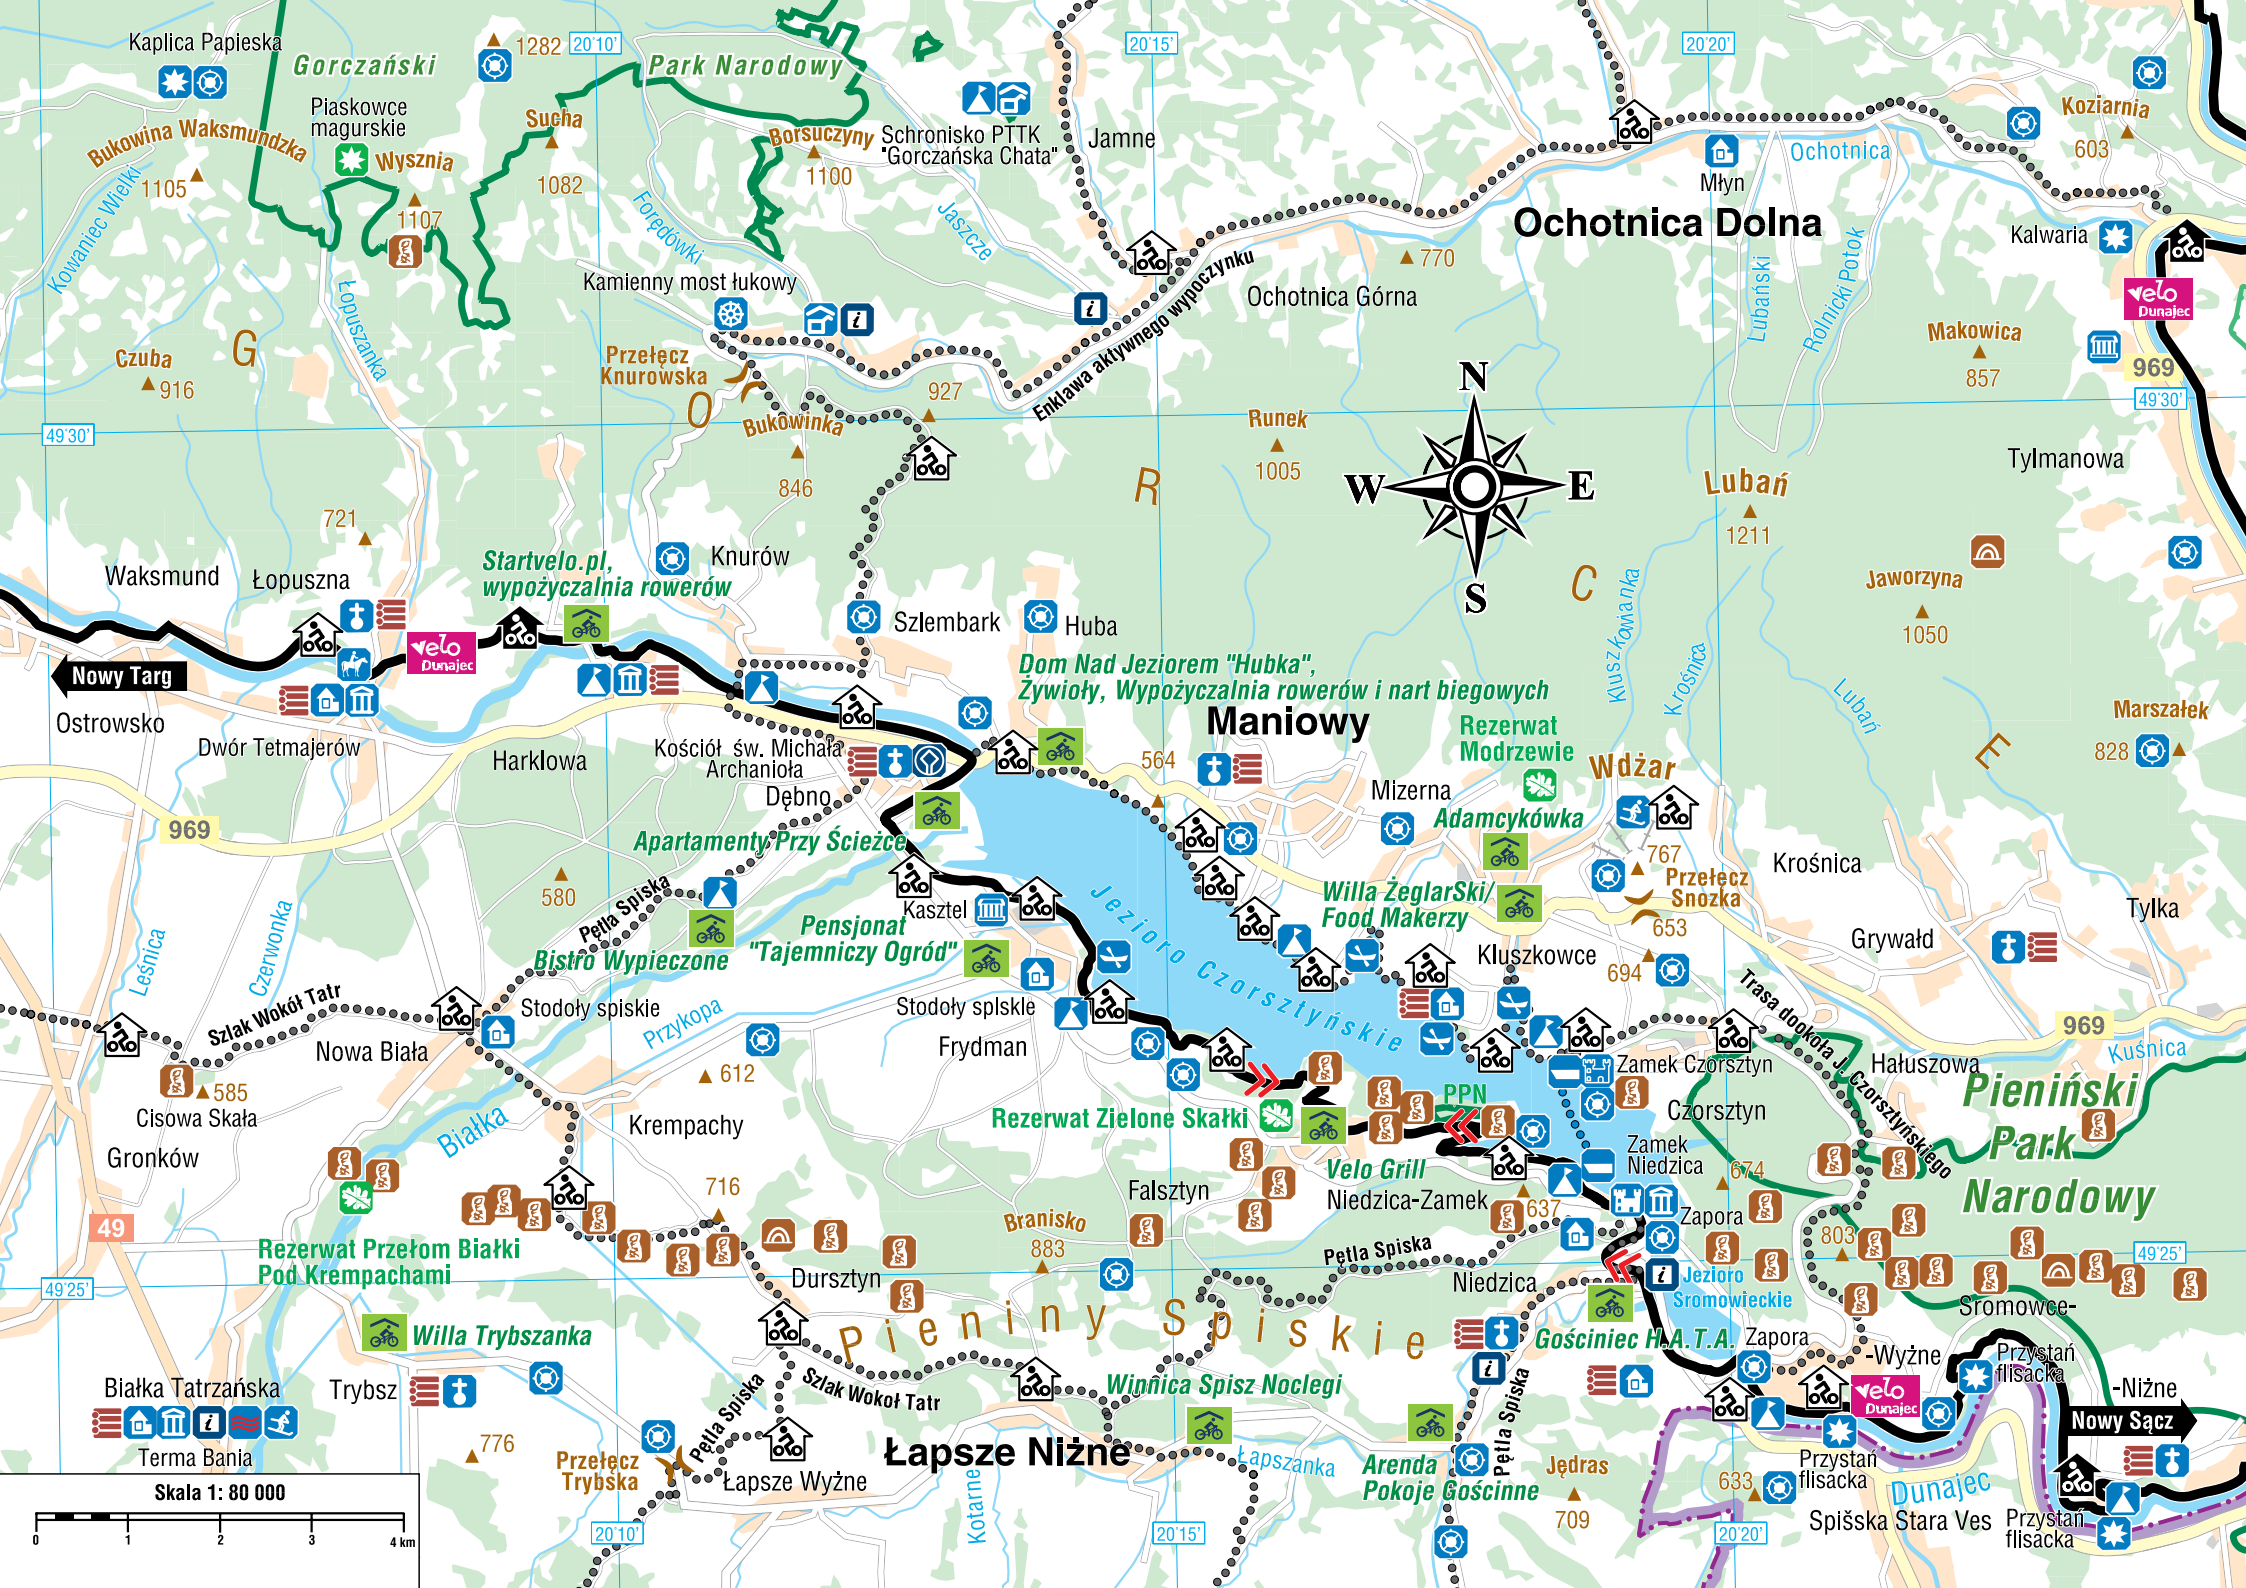 Kaplica Papieska
Gorczański
1282
20°10'
Park Narodowy
20°15'
20°20'
Piaskowce
magurskie
Sucha
Borsuczyny
Schronisko PTTK
"Gorczańska Chata"
Jamne
Koziarnia
603
Bukowina Waksmundzka
1105
Wysznia
1107
1082
1100
Młyn
Ochotnica
Kowaniec Wielki
Łopuszanka
Forędówki
Jaszcze
Ochotnica Dolna
Kalwaria
770
Kamienny most łukowy
Ochotnica Górna
Enklawa aktywnego wypoczynku
Lubański
Rolnicki Potok
velo
Dunajec
G
O
R
C
E
Czuba
916
Przełęcz
Knurowska
927
Bukowinka
846
Makowica
857
969
49°30'
49°30'
Runek
1005
N
W
E
S
Lubań
1211
Tylmanowa
721
Waksmund
Łopuszna
Startvelo.pl,
wypożyczalnia rowerów
Knurów
Szlembark
Huba
Jaworzyna
1050
Kluszkowianka
Krośnica
Lubań
velo
Dunajec
Nowy Targ
Ostrowsko
Dwór Tetmajerów
Harklowa
Dom Nad Jeziorem "Hubka",
Żywioły, Wypożyczalnia rowerów i nart biegowych
Maniowy
564
Rezerwat
Modrzewie
Wdżar
Marszałek
828
Kościół św. Michała
Archanioła
Dębno
Mizerna
Adamcykówka
767
Przełęcz
Snozka
653
694
Krośnica
Tylka
Grywałd
969
Apartamenty Przy Ścieżce
580
Pętla Spiska
Bistro Wypieczone
Kasztel
Pensjonat
"Tajemniczy Ogród"
Jezioro Czorsztyńskie
Willa ŻeglarSki/
Food Makerzy
Kluszkowce
Leśnica
Czerwonka
Szlak Wokół Tatr
Stodoły spiskie
Przykopa
Stodoły spIskIe
Frydman
Nowa Biała
585
Cisowa Skała
612
Krempachy
Białka
Gronków
Rezerwat Zielone Skałki
PPN
Zamek Czorsztyn
Czorsztyn
Trasa dookoła J. Czorsztyńskiego
Hałuszowa
969
Kuśnica
Pieniński
Park
Narodowy
Zamek
Niedzica
674
Velo Grill
Niedzica-Zamek
637
Falsztyn
Zapora
803
49
716
Rezerwat Przełom Białki
Pod Krempachami
Branisko
883
Dursztyn
Pętla Spiska
Niedzica
Jezioro
Sromowieckie
49°25'
49°25'
Sromowce-
-Wyżne
-Niżne
Pieniny Spiskie
Willa Trybszanka
Gościniec H.A.T.A.
Zapora
Przystań
flisacka
Białka Tatrzańska
Trybsz
Pętla Spiska
Szlak Wokoł Tatr
Winnica Spisz Noclegi
Pętla Spiska
velo
Dunajec
Nowy Sącz
Terma Bania
776
Przełęcz
Trybska
Łapsze Wyżne
Łapsze Niżne
Kotarne
Łapszanka
Arenda
Pokoje Gościnne
Jędras
709
633
Przystań
flisacka
Dunajec
Spišska Stara Ves
Przystań
flisacka
Skala 1: 80 000
0 1 2 3 4 km
20°10'
20°15'
20°20'